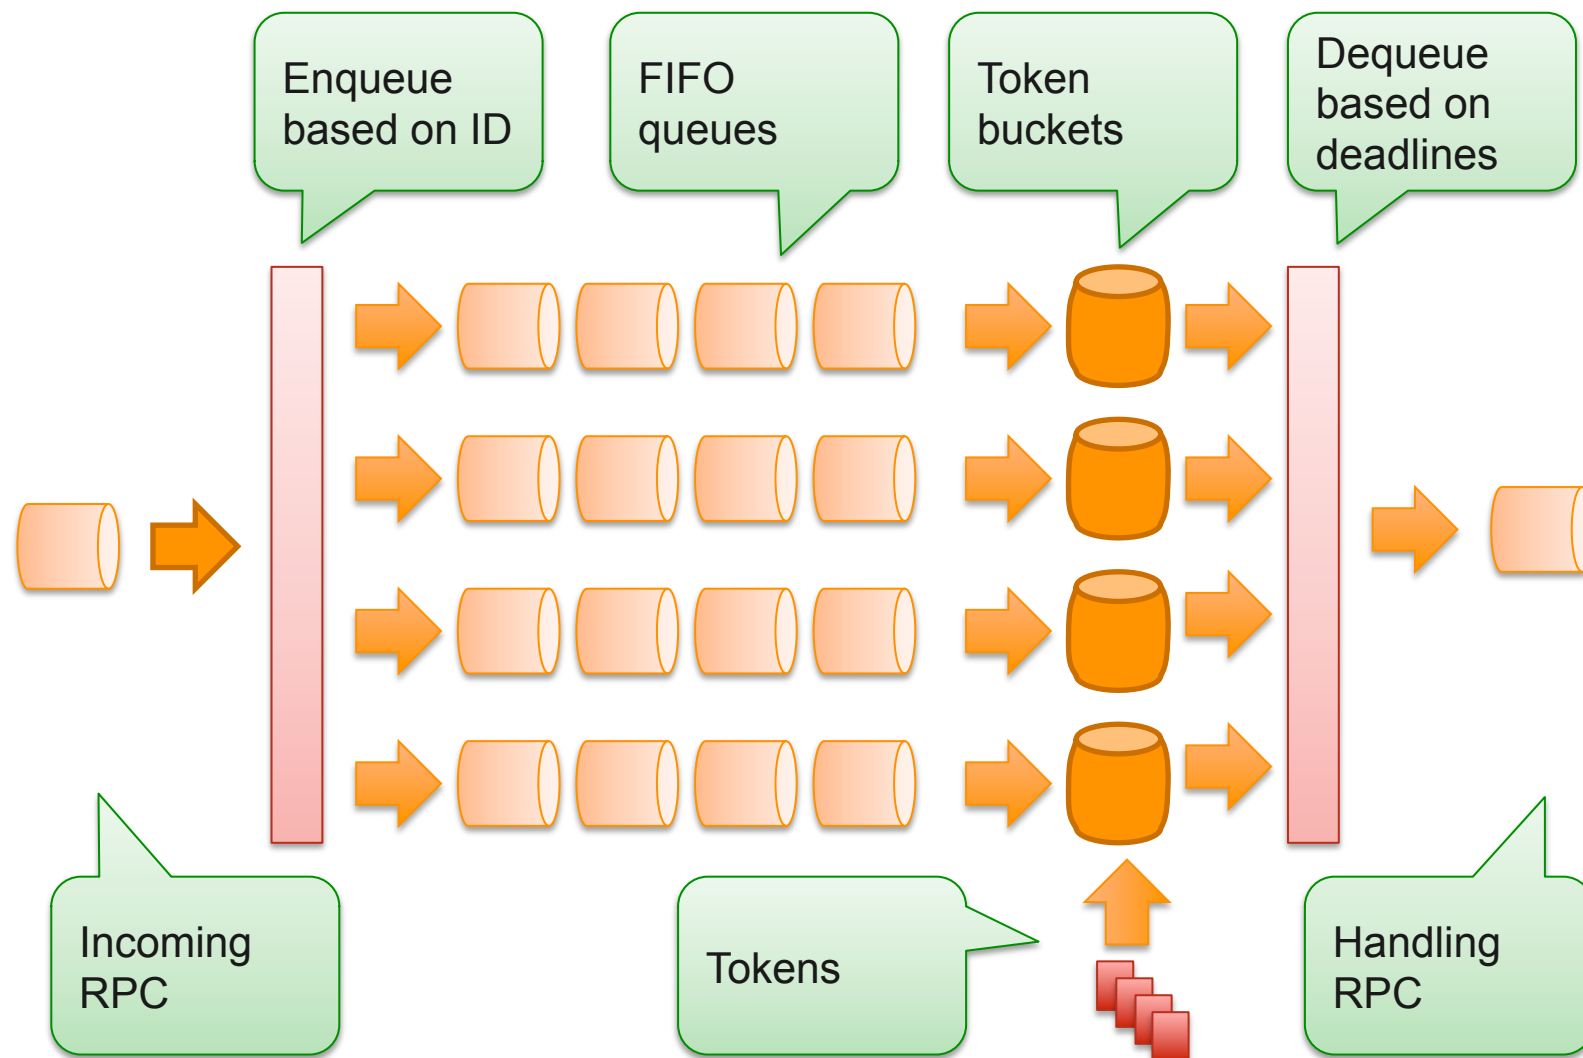 Enqueue
based on ID
FIFO
queues
Token
buckets
Dequeue
based on
deadlines
Incoming
RPC
Tokens
Handling
RPC